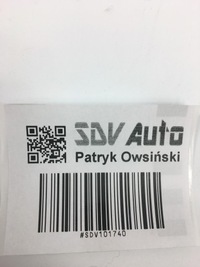 SDV Auto
Patryk Owsiński
#SDV101740